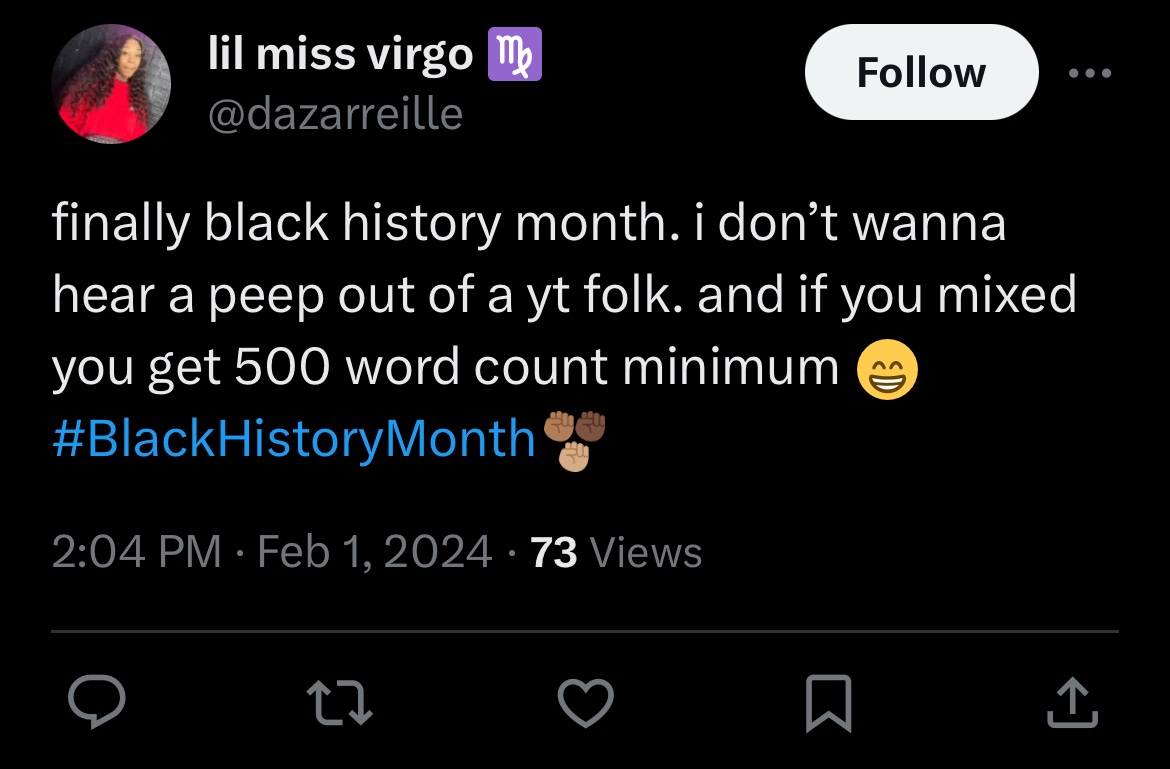 lil miss virgo ♍
@dazarreille
Follow
finally black history month. i don’t wanna
hear a peep out of a yt folk. and if you mixed
you get 500 word count minimum 😁
#BlackHistoryMonth
2:04 PM · Feb 1, 2024 · 73 Views